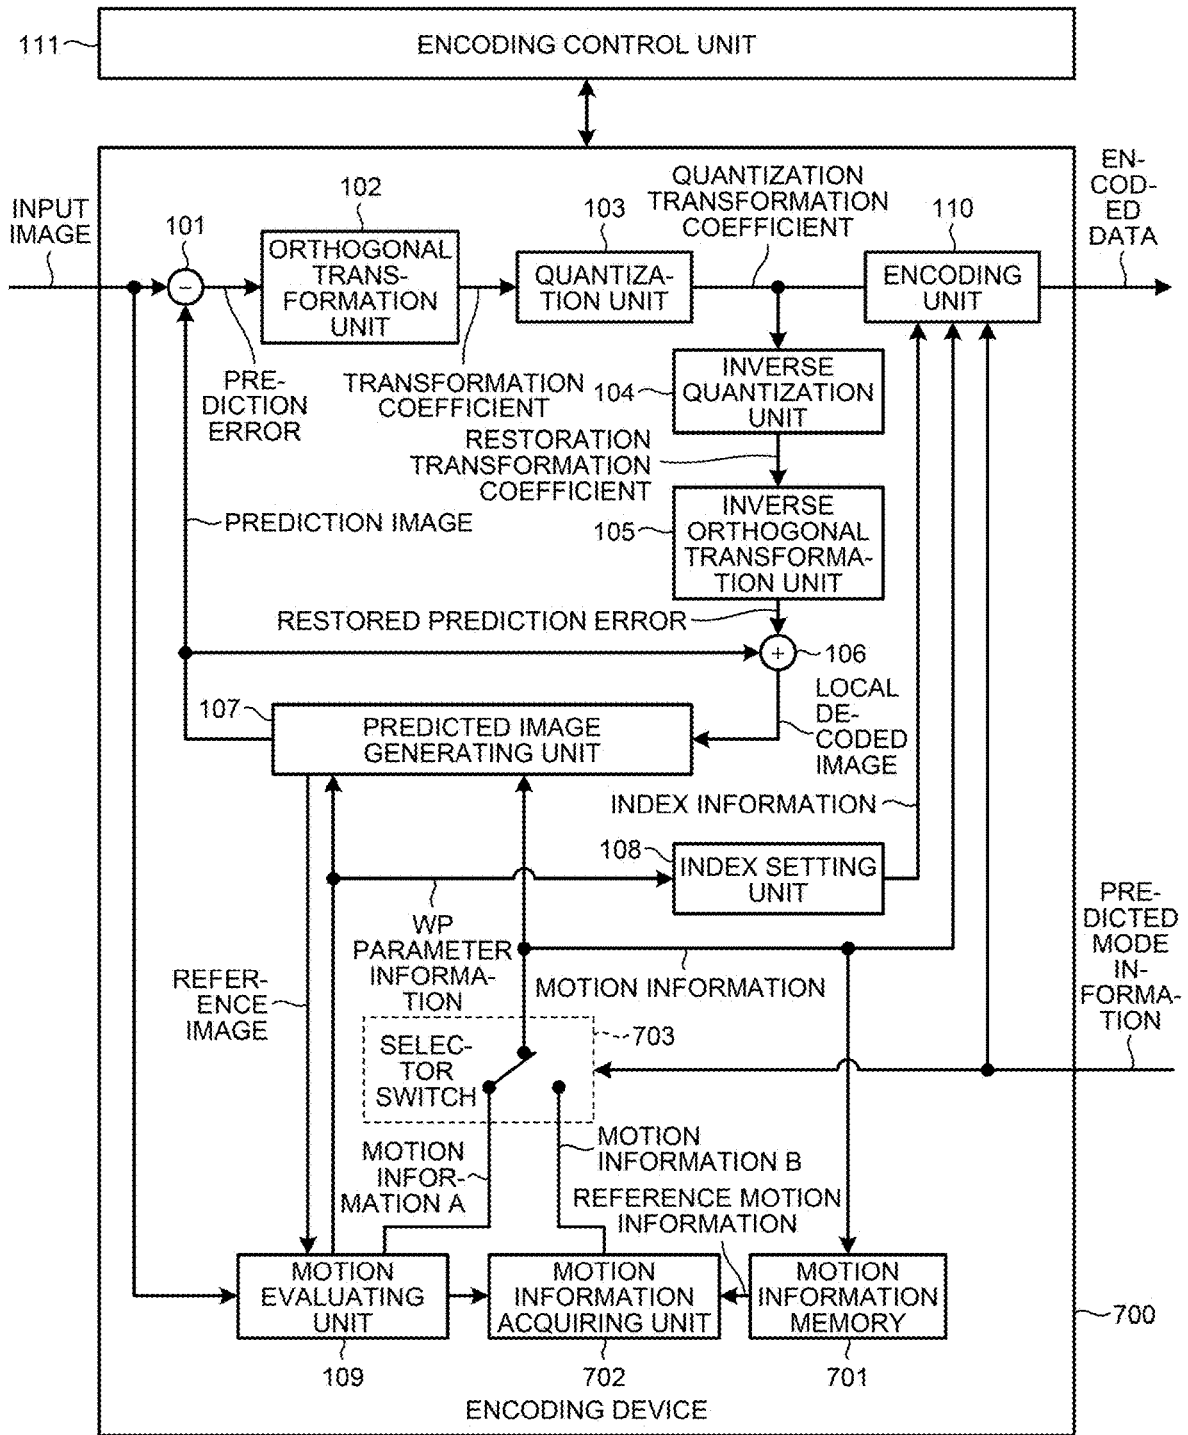 111
ENCODING CONTROL UNIT
INPUT
IMAGE
101
102
ORTHOGONAL
TRANS-
FORMATION
UNIT
103
QUANTIZA-
TION UNIT
QUANTIZATION
TRANSFORMATION
COEFFICIENT
110
ENCODING
UNIT
EN-
COD-
ED
DATA
−
PRE-
DICTION
ERROR
TRANSFORMATION
COEFFICIENT
104
INVERSE
QUANTIZATION
UNIT
RESTORATION
TRANSFORMATION
COEFFICIENT
PREDICTION IMAGE
105
INVERSE
ORTHOGONAL
TRANSFORMA-
TION UNIT
RESTORED PREDICTION ERROR
+
106
107
PREDICTED IMAGE
GENERATING UNIT
LOCAL
DE-
CODED
IMAGE
INDEX INFORMATION
108
INDEX SETTING
UNIT
WP
PARAMETER
INFORMA-
TION
MOTION INFORMATION
PRE-
DICTED
MODE
IN-
FORMA-
TION
REFER-
ENCE
IMAGE
703
SELEC-
TOR
SWITCH
MOTION
INFOR-
MATION A
MOTION
INFORMATION B
REFERENCE MOTION
INFORMATION
MOTION
EVALUATING
UNIT
109
MOTION
INFORMATION
ACQUIRING UNIT
702
MOTION
INFORMATION
MEMORY
701
700
ENCODING DEVICE